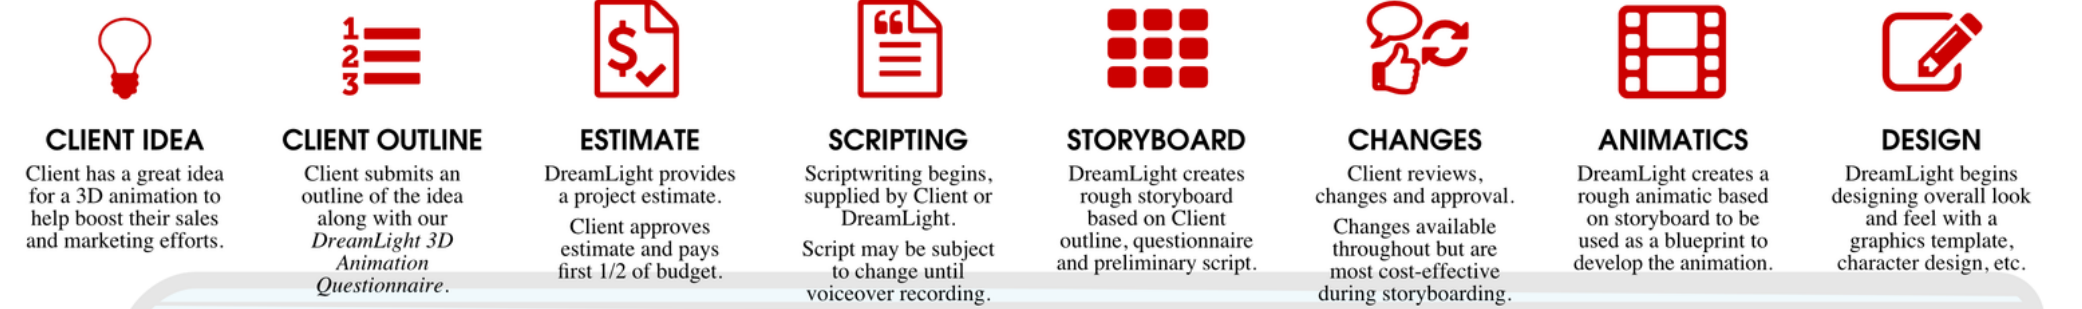 1
2
3
$
“
CLIENT IDEA
Client has a great idea
for a 3D animation to
help boost their sales
and marketing efforts.
CLIENT OUTLINE
Client submits an
outline of the idea
along with our
DreamLight 3D
Animation
Questionnaire.
ESTIMATE
DreamLight provides
a project estimate.
Client approves
estimate and pays
first 1/2 of budget.
SCRIPTING
Scriptwriting begins,
supplied by Client or
DreamLight.
Script may be subject
to change until
voiceover recording.
STORYBOARD
DreamLight creates
rough storyboard
based on Client
outline, questionnaire
and preliminary script.
CHANGES
Client reviews,
changes and approval.
Changes available
throughout but are
most cost-effective
during storyboarding.
ANIMATICS
DreamLight creates a
rough animatic based
on storyboard to be
used as a blueprint to
develop the animation.
DESIGN
DreamLight begins
designing overall look
and feel with a
graphics template,
character design, etc.